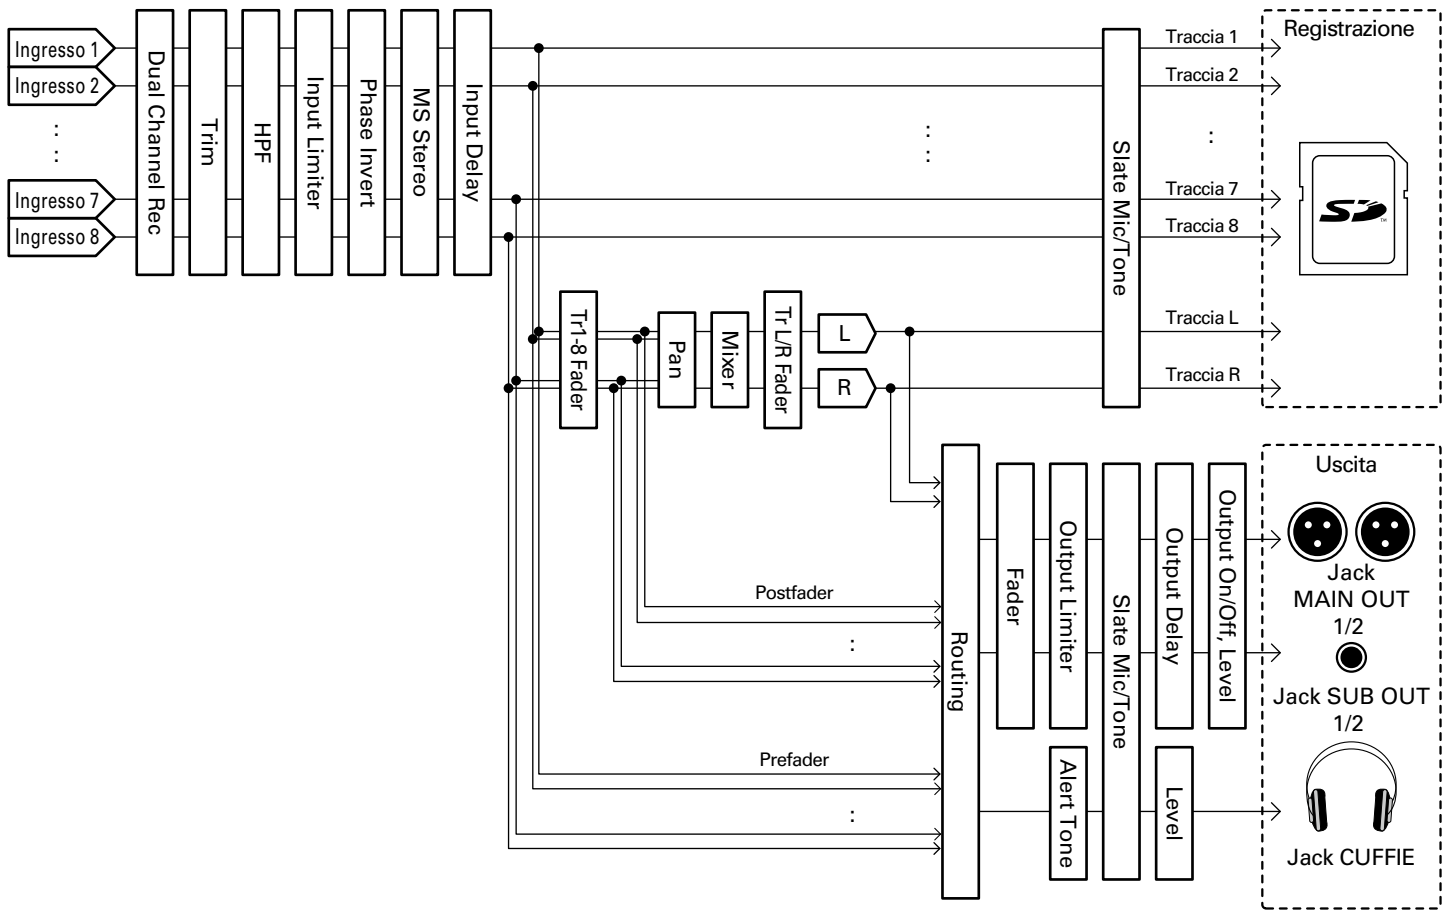 Ingresso 1
Ingresso 2
Ingresso 7
Ingresso 8
Dual Channel Rec
Trim
HPF
Input Limiter
Phase Invert
MS Stereo
Input Delay
Slate Mic/Tone
Traccia 1
Traccia 2
Traccia 7
Traccia 8
Traccia L
Traccia R
Registrazione
SD
TM
Tr1-8 Fader
Pan
Mixer
Tr L/R Fader
L
R
Postfader
Prefader
Routing
Fader
Output Limiter
Slate Mic/Tone
Output Delay
Output On/Off, Level
Alert Tone
Level
Uscita
Jack
MAIN OUT
1/2
Jack SUB OUT
1/2
Jack CUFFIE